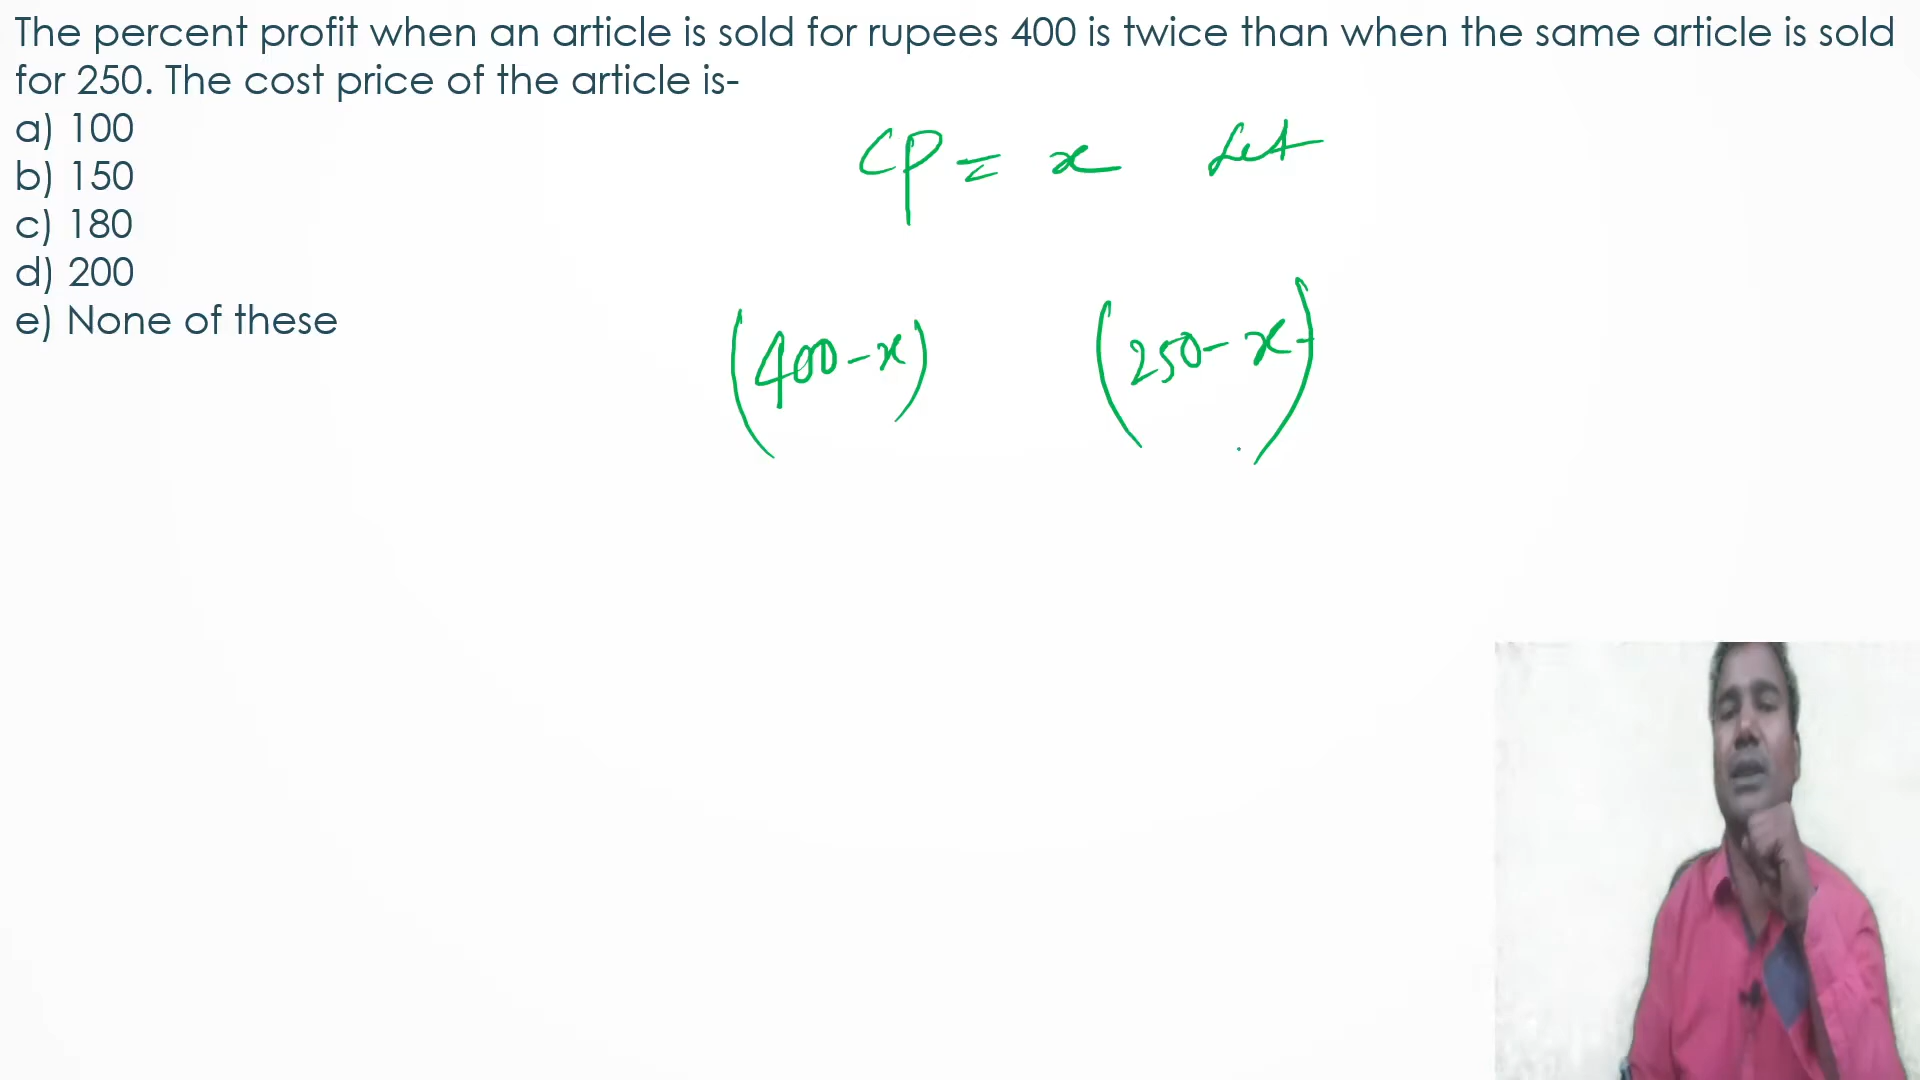 The percent profit when an article is sold for rupees 400 is twice than when the same article is sold
for 250. The cost price of the article is-
a) 100
b) 150
c) 180
d) 200
e) None of these
CP = x Let
(400-x) (250-x)